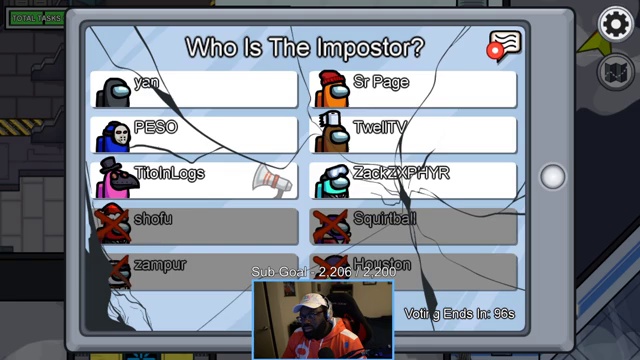 TOTAL TASKS
Who Is The Impostor?
yan
Sr Page
PESO
TwellTV
TitoInLogs
ZackZXPHYR
shofu
Squirtball
zampur
Houston
Sub-Goal - 2,206 / 2,200
Voting Ends In: 96s